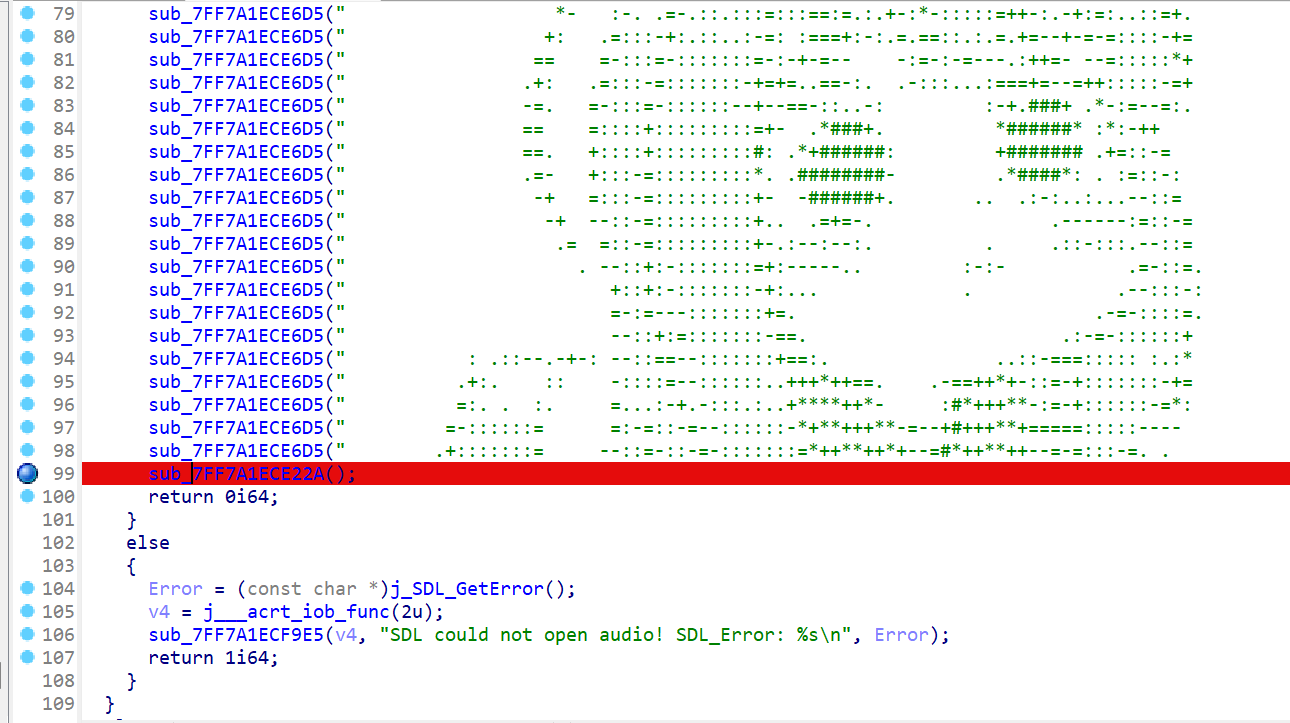 79 sub_7FF7A1ECE6D5(" *- :-. .=-.::.:::=:::==:=.:.+-:*-:::::=++-:.-+:=:..::=+.
80 sub_7FF7A1ECE6D5(" +: .=:::-+:.::..:-=: :===+:-:.=.==::.:.=.+=--+-=-=::::-+=
81 sub_7FF7A1ECE6D5(" == =-:::=-:::::::=-:-+-=-- -:=-:-=---.:++=- --=:::::*+
82 sub_7FF7A1ECE6D5(" .+: .=:::-=::::::::-+=+=..==-:. .-:::...:===+=--=++:::::-=+
83 sub_7FF7A1ECE6D5(" -=. =-:::=-::::::--+--==-::..-: :-+.###+ .*-:=--=:.
84 sub_7FF7A1ECE6D5(" == =::::+:::::::::=+- .*###+. *######* :*:-++
85 sub_7FF7A1ECE6D5(" ==. +::::+:::::::::#: .*+######: +####### .+=::-=
86 sub_7FF7A1ECE6D5(" .=- +:::-=:::::::::*. .########- .*####*: . :=::-:
87 sub_7FF7A1ECE6D5(" -+ =:::-=:::::::::+- -######+. .. .:-:..:...--::=
88 sub_7FF7A1ECE6D5(" -+ --::-=:::::::::+.. .=+=-. .------:=::-=
89 sub_7FF7A1ECE6D5(" .= =::-=:::::::::+-.:--:--:. . .::-:::.--::=
90 sub_7FF7A1ECE6D5(" . --::+:-:::::::=+:-----.. :-:- .=-::=.
91 sub_7FF7A1ECE6D5(" +::+:-:::::::-+:... . .--:::-:
92 sub_7FF7A1ECE6D5(" =-:=---:::::::+=. .-=-::::=.
93 sub_7FF7A1ECE6D5(" --::+:=:::::::-==. .:-=-::::::+
94 sub_7FF7A1ECE6D5(" : .::--.-+-: --::==--:::::::+==:. ..::-===::::: :.:*
95 sub_7FF7A1ECE6D5(" .+:. :: -::::=--::::::..+++*++==. .-==++*+-::=-+:::::::-+=
96 sub_7FF7A1ECE6D5(" =:. . :. =...:-+.-:::.:..+****++*- :#*+++**-:=-+::::::-=*:
97 sub_7FF7A1ECE6D5(" =-::::::= =:-=::-=--::::::-*+**+++**-=--+#+++**+=====:::::----
98 sub_7FF7A1ECE6D5(" .+:::::::= --::=-::-=-:::::::=*++**++*+--=#*++**++-==-=:::-=. .
99 sub_7FF7A1ECE22A();
100 return 0i64;
101 }
102 else
103 {
104 Error = (const char *)j_SDL_GetError();
105 v4 = j___acrt_iob_func(2u);
106 sub_7FF7A1ECF9E5(v4, "SDL could not open audio! SDL_Error: %s\n", Error);
107 return 1i64;
108 }
109 }